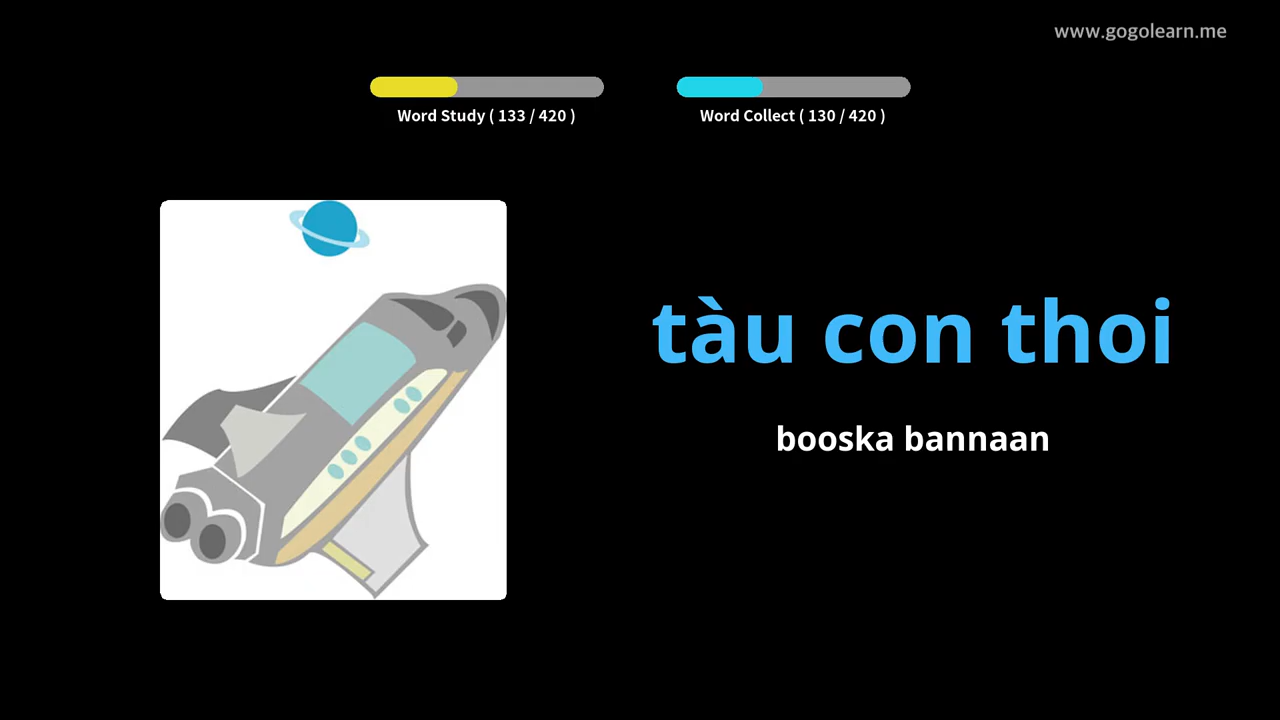 www.gogolearn.me
Word Study ( 133 / 420 )
Word Collect ( 130 / 420 )
tàu con thoi
booska bannaan